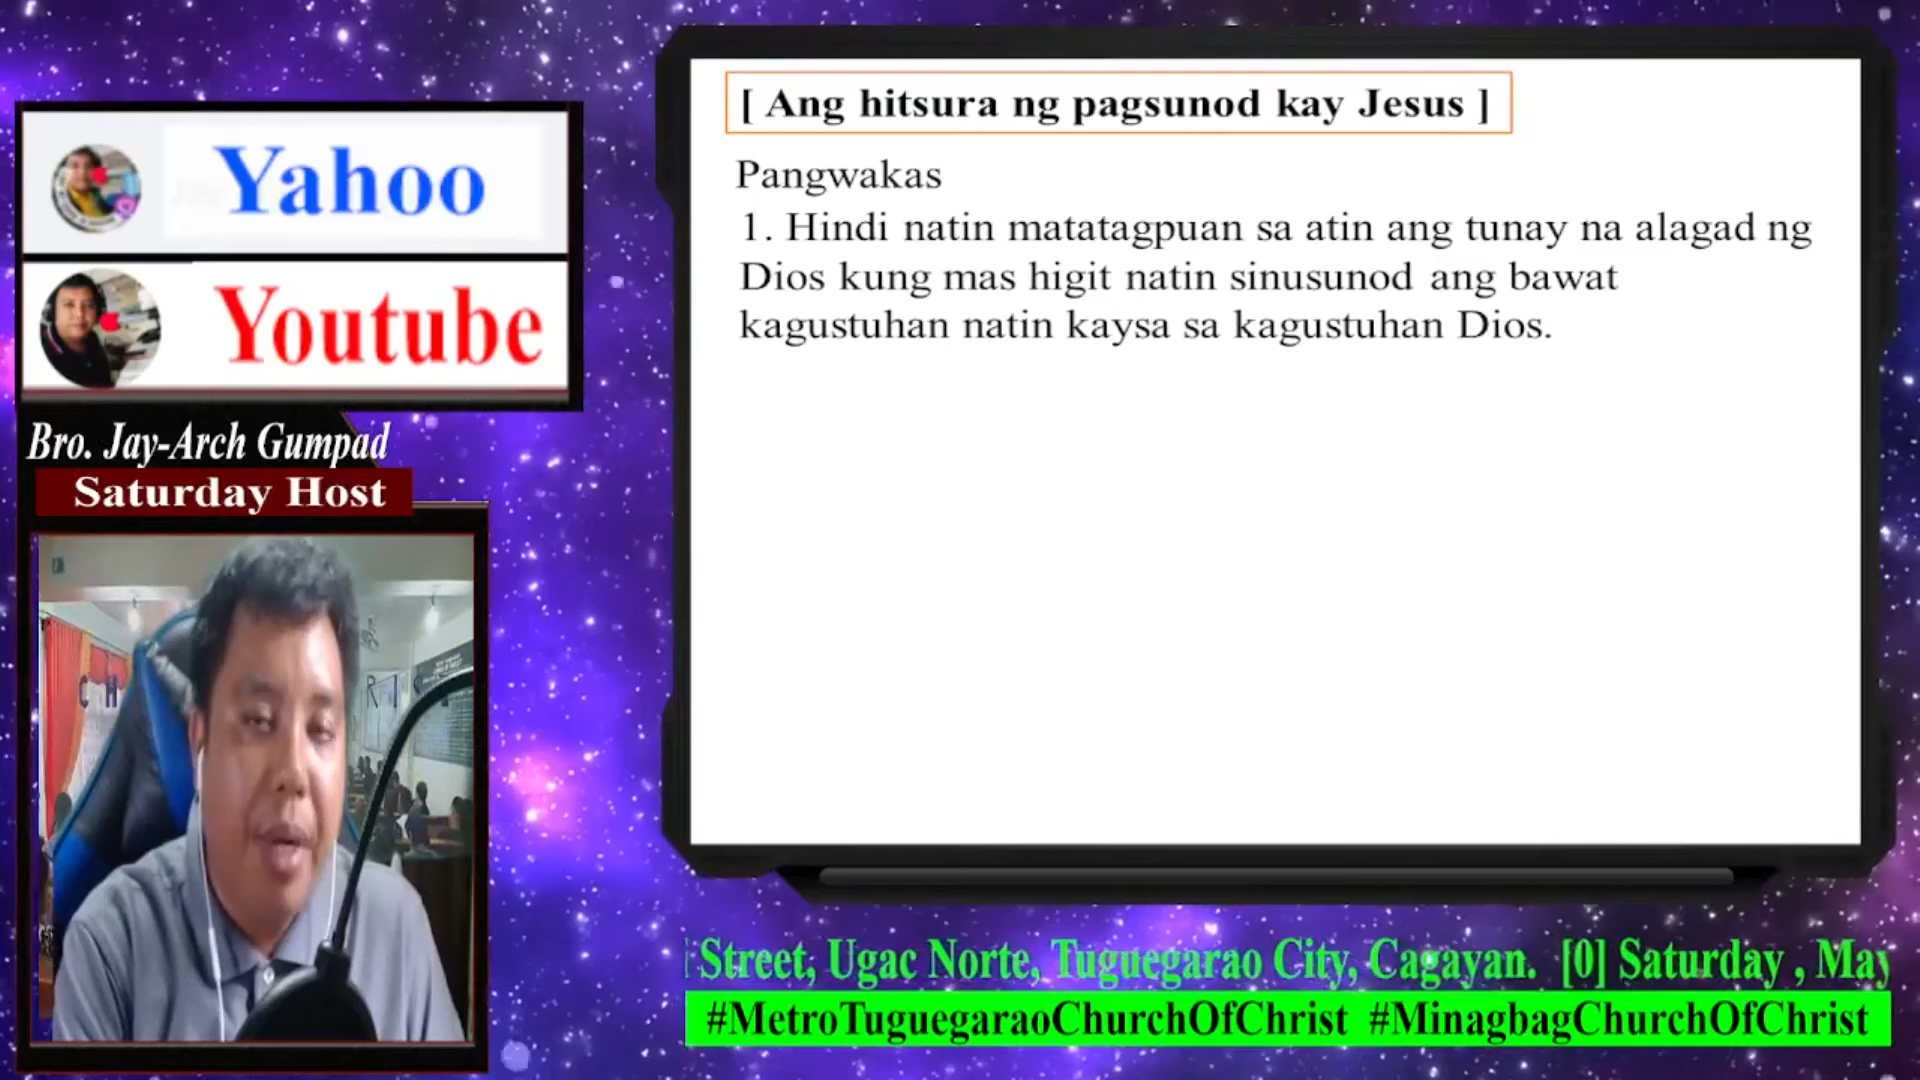 Yahoo
Youtube
Bro. Jay-Arch Gumpad
Saturday Host
[ Ang hitsura ng pagsunod kay Jesus ]
Pangwakas
1. Hindi natin matatagpuan sa atin ang tunay na alagad ng
Dios kung mas higit natin sinusunod ang bawat
kagustuhan natin kaysa sa kagustuhan Dios.
C H
R I
Street, Ugac Norte, Tuguegarao City, Cagayan. [0] Saturday , May
#MetroTuguegaraoChurchOfChrist #MinagbagChurchOfChrist